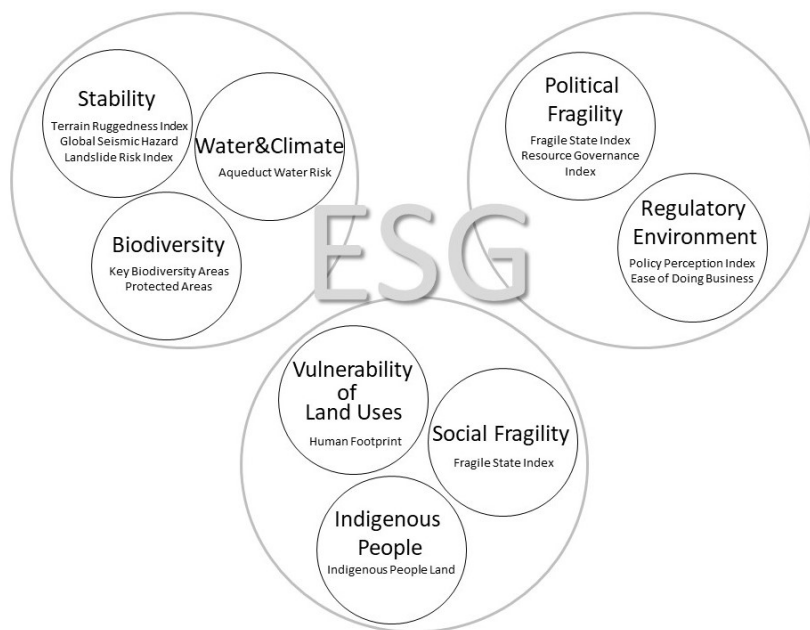 Stability
Terrain Ruggedness Index
Global Seismic Hazard
Landslide Risk Index
Water&Climate
Aqueduct Water Risk
Biodiversity
Key Biodiversity Areas
Protected Areas
ESG
Political
Fragility
Fragile State Index
Resource Governance
Index
Regulatory
Environment
Policy Perception Index
Ease of Doing Business
Vulnerability
of
Land Uses
Human Footprint
Social Fragility
Fragile State Index
Indigenous
People
Indigenous People Land